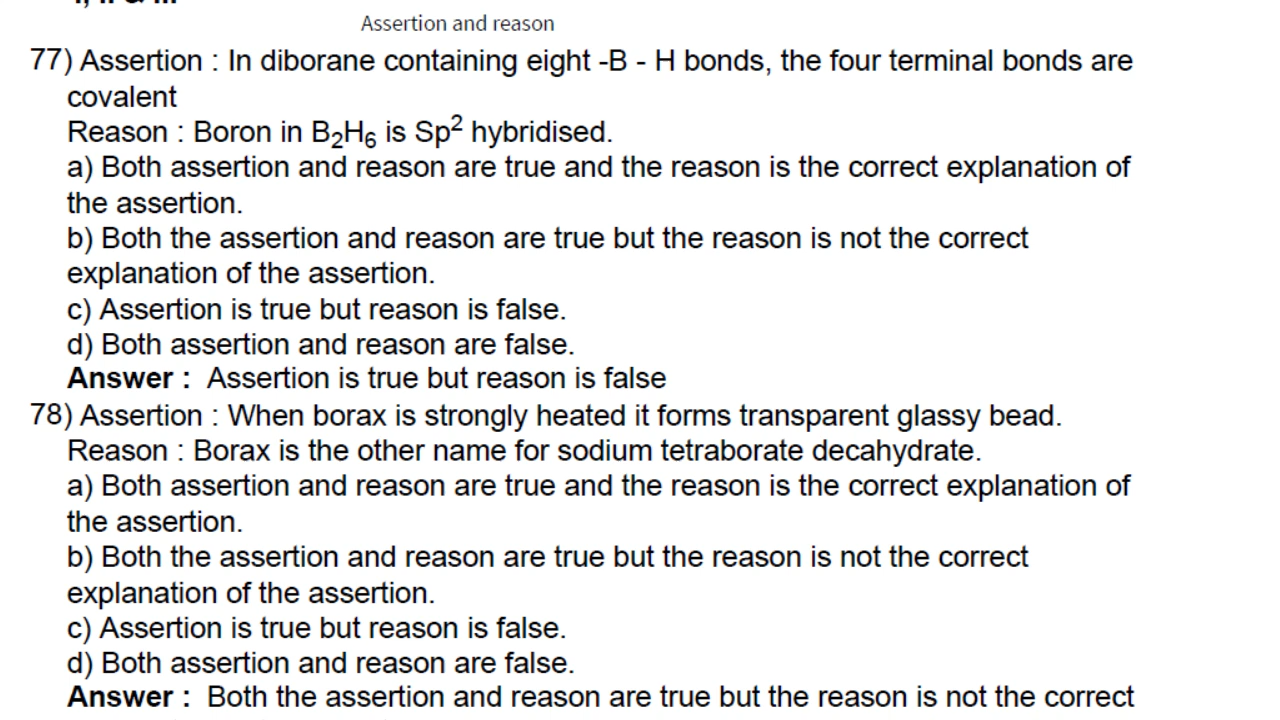 Assertion and reason
77) Assertion : In diborane containing eight -B - H bonds, the four terminal bonds are
covalent
Reason : Boron in B₂H₆ is Sp² hybridised.
a) Both assertion and reason are true and the reason is the correct explanation of
the assertion.
b) Both the assertion and reason are true but the reason is not the correct
explanation of the assertion.
c) Assertion is true but reason is false.
d) Both assertion and reason are false.
Answer : Assertion is true but reason is false
78) Assertion : When borax is strongly heated it forms transparent glassy bead.
Reason : Borax is the other name for sodium tetraborate decahydrate.
a) Both assertion and reason are true and the reason is the correct explanation of
the assertion.
b) Both the assertion and reason are true but the reason is not the correct
explanation of the assertion.
c) Assertion is true but reason is false.
d) Both assertion and reason are false.
Answer : Both the assertion and reason are true but the reason is not the correct